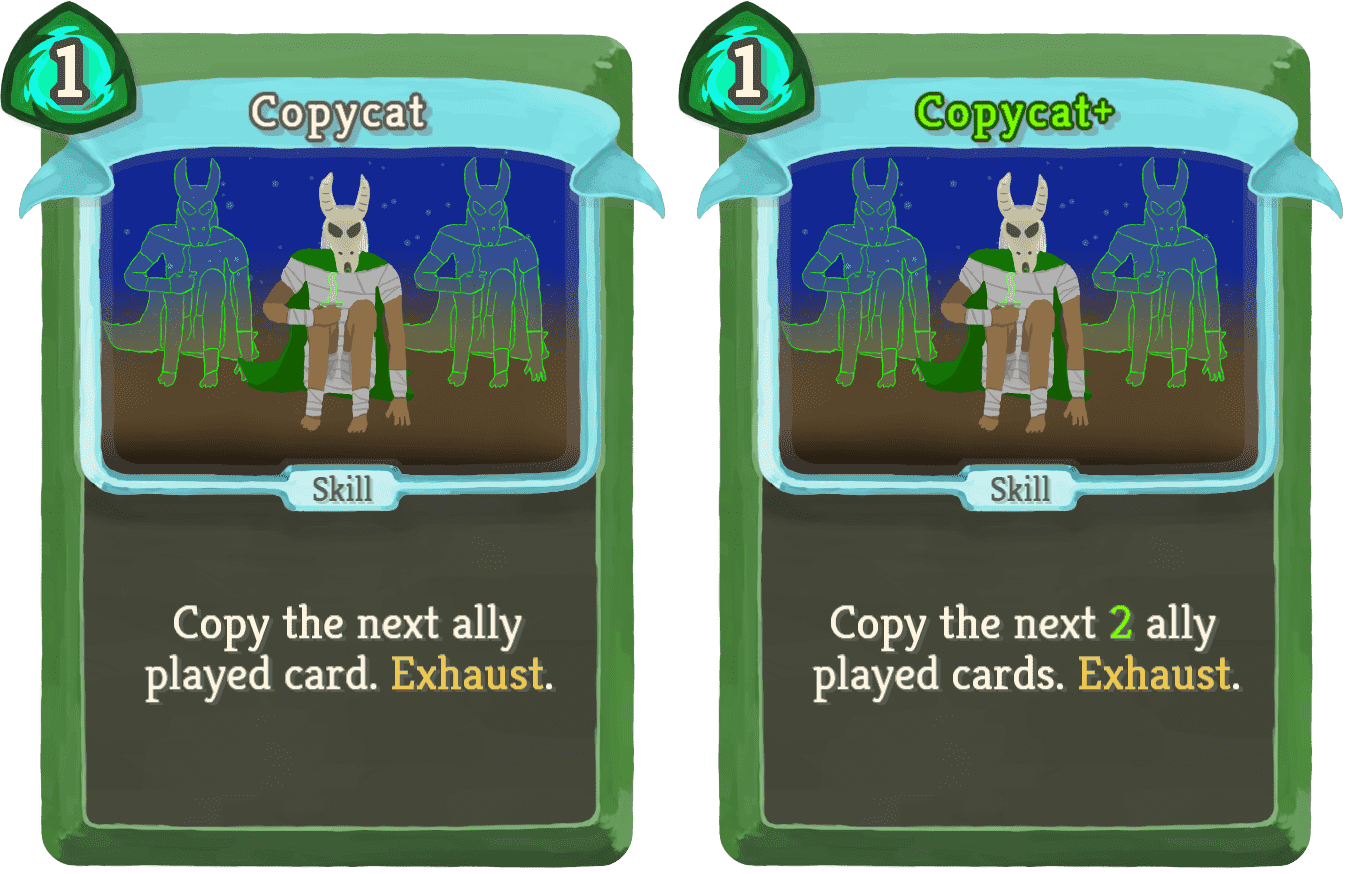 1
Copycat
Skill
Copy the next ally
played card. Exhaust.
1
Copycat+
Skill
Copy the next 2 ally
played cards. Exhaust.